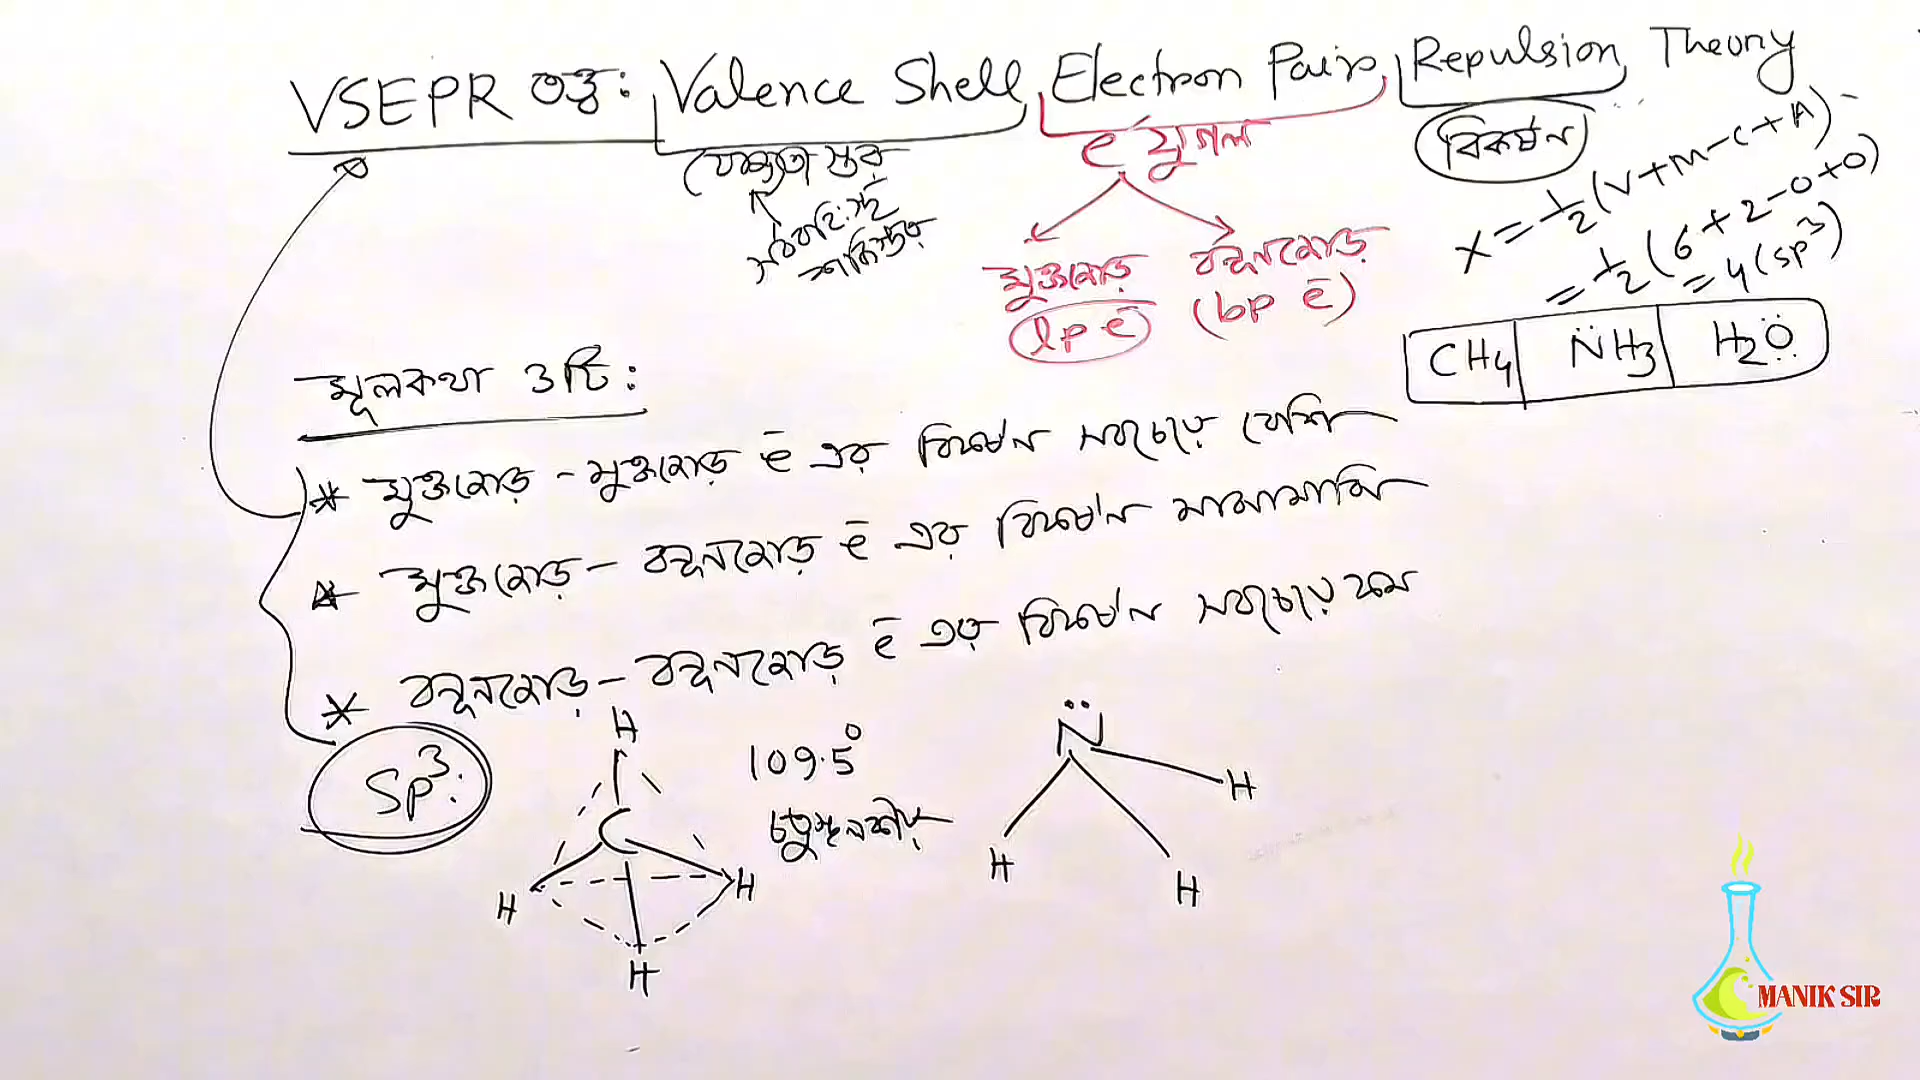 VSEPR তত্ত্ব: Valence Shell Electron Pair Repulsion Theory
যোজ্যতা স্তর
সর্ববহিঃস্থ
শক্তিস্তর
e̅ যুগল
বিকর্ষণ
মুক্তজোড়
lp e̅
বন্ধনজোড়
(bp e̅)
X = 1/2 (V+M-C+A)
= 1/2 (6+2-0+0)
= 4 (sp³)
CH4 N̈H3 H2Ö
মূলকথা ৩টি:
* মুক্তজোড় - মুক্তজোড় e̅ এর বিকর্ষণ সবচেয়ে বেশি
* মুক্তজোড় - বন্ধনজোড় e̅ এর বিকর্ষণ মাঝামাঝি
* বন্ধনজোড় - বন্ধনজোড় e̅ এর বিকর্ষণ সবচেয়ে কম
Sp³:
H
C
H
H
H
109.5°
চতুস্তলকীয়
N̈
H
H
H
MANIK SIR